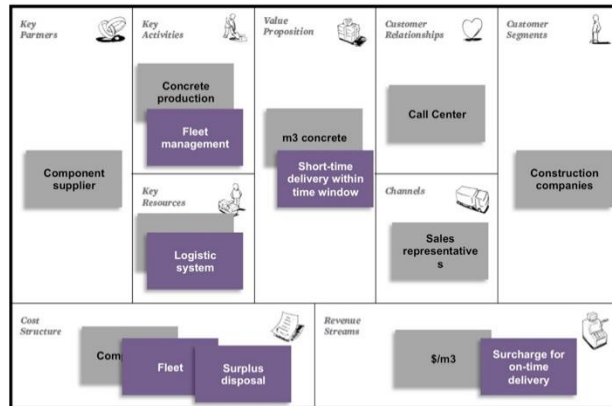 Key
Partners
Component
supplier
Key
Activities
Concrete
production
Fleet
management
Key
Resources
Logistic
system
Value
Proposition
m3 concrete
Short-time
delivery within
time window
Customer
Relationships
Call Center
Channels
Sales
representative
s
Customer
Segments
Construction
companies
Cost
Structure
Comp
Fleet
Surplus
disposal
Revenue
Streams
$/m3
Surcharge for
on-time
delivery